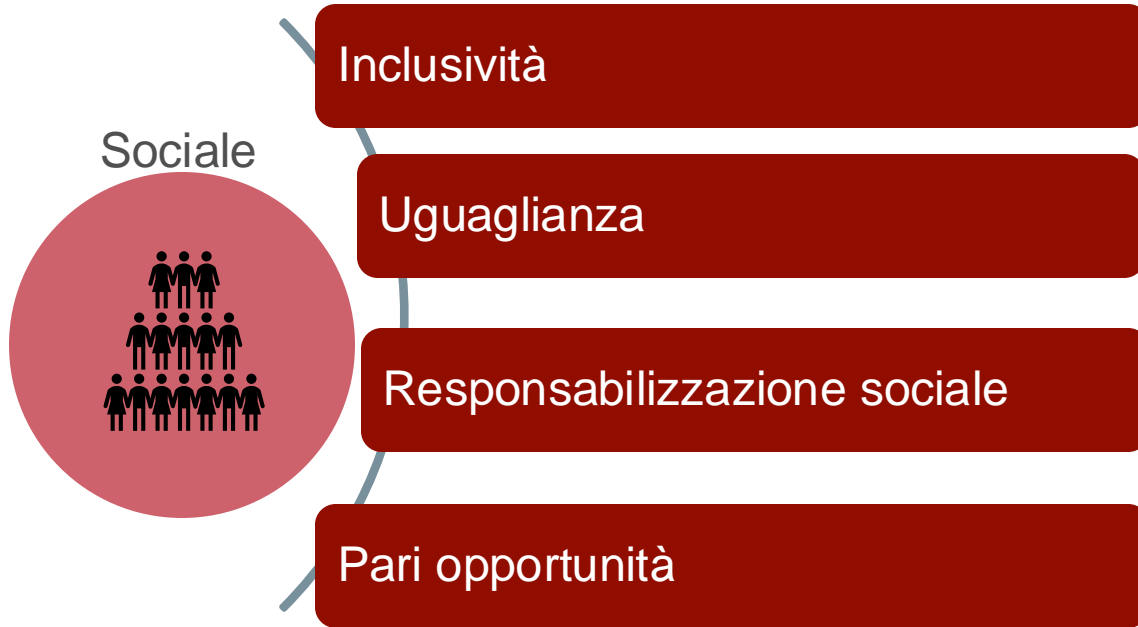 Sociale
Inclusività
Uguaglianza
Responsabilizzazione sociale
Pari opportunità